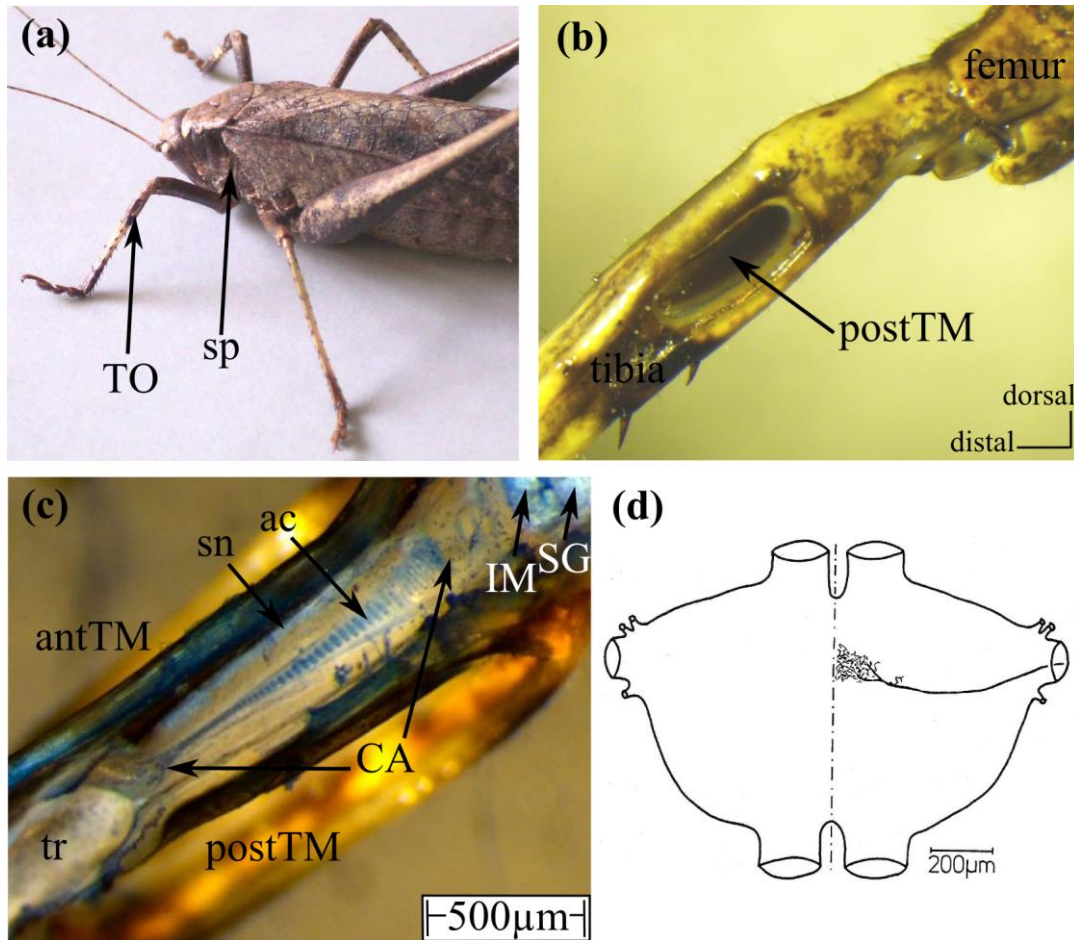 (a)
TO
sp
(b)
femur
postTM
tibia
dorsal
distal
(c)
sn
ac
IM
SG
antTM
CA
tr
postTM
500µm
(d)
200µm